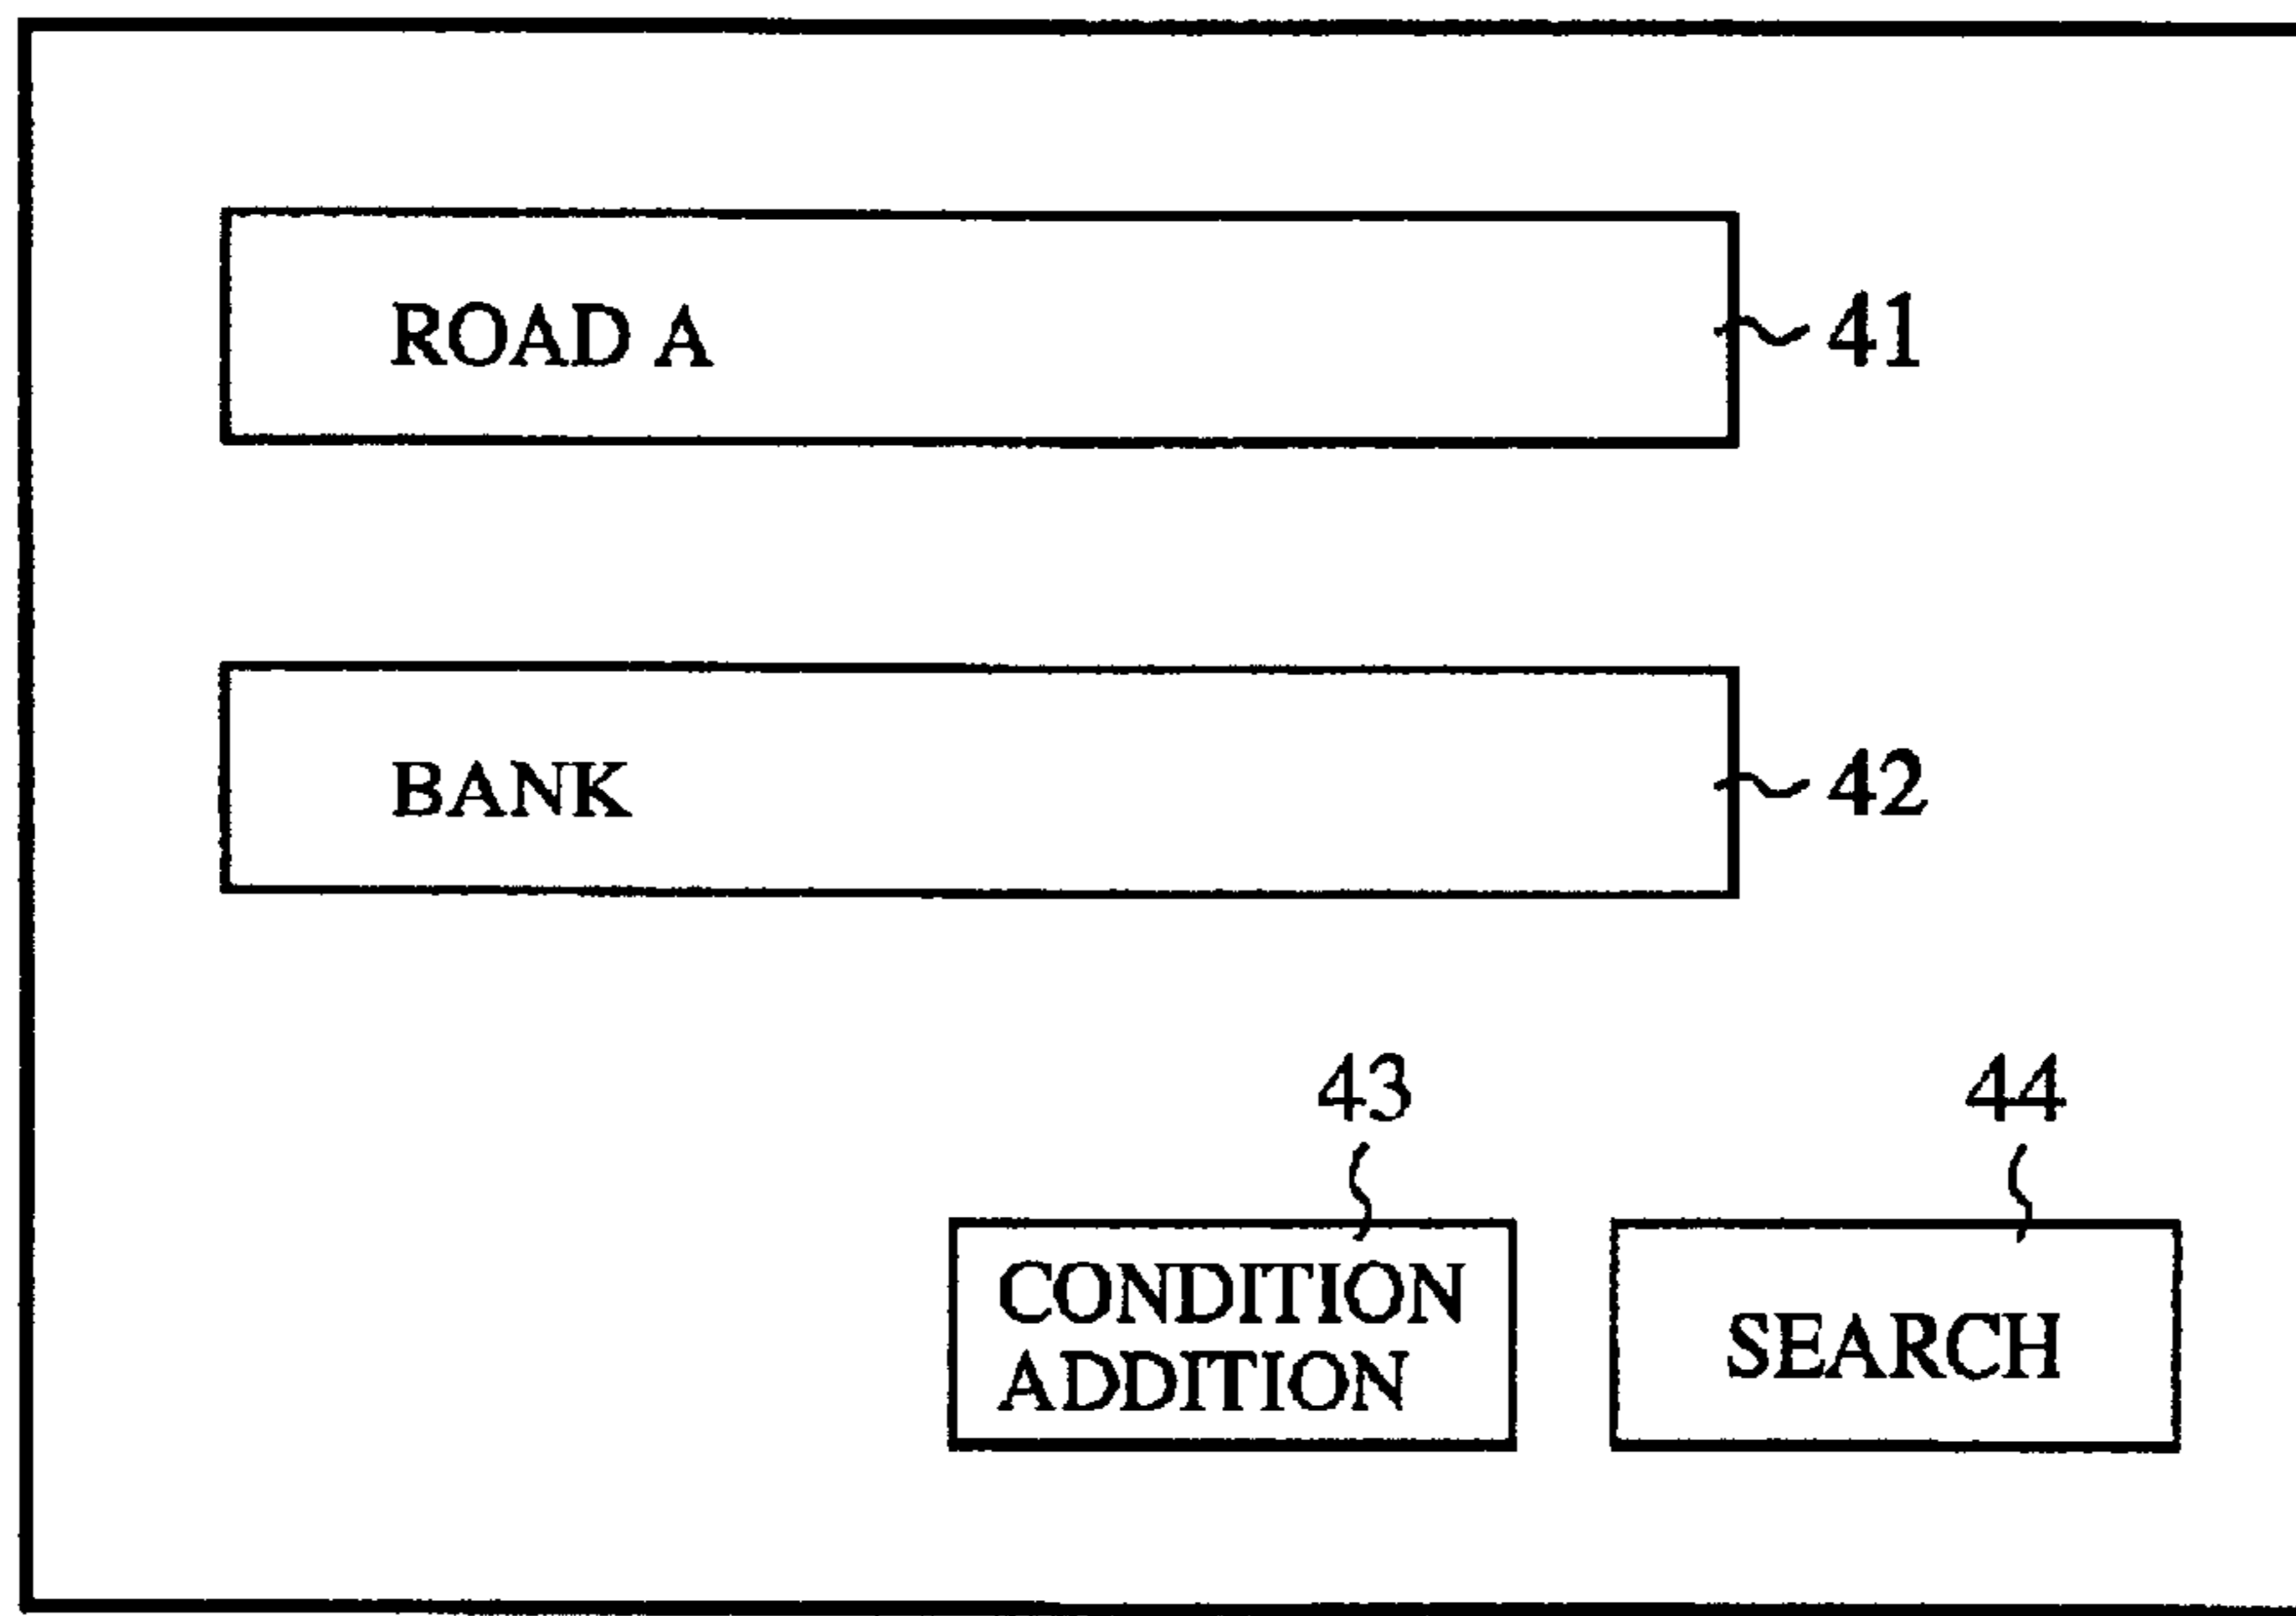 ROAD A
41
BANK
42
43
44
CONDITION
ADDITION
SEARCH